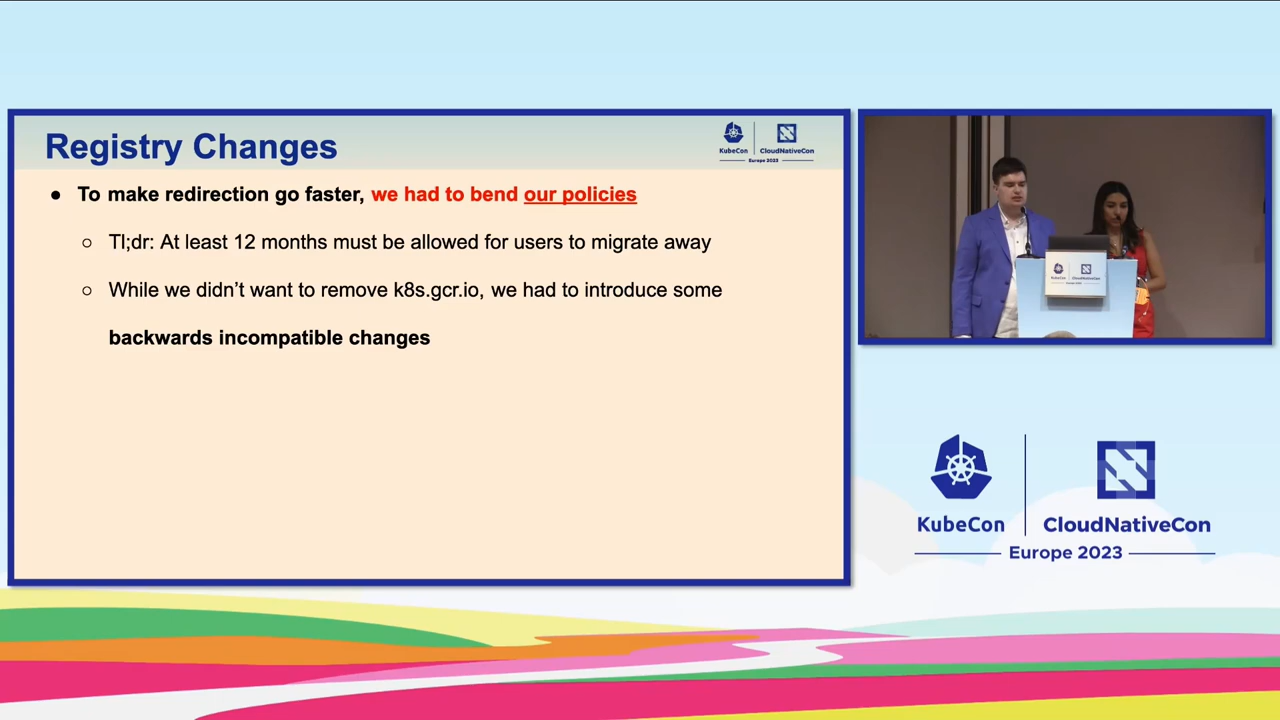 Registry Changes
KubeCon
CloudNativeCon
Europe 2023
● To make redirection go faster, we had to bend our policies
○ Tl;dr: At least 12 months must be allowed for users to migrate away
○ While we didn’t want to remove k8s.gcr.io, we had to introduce some
backwards incompatible changes
KubeCon
CloudNativeCon
Europe 2023